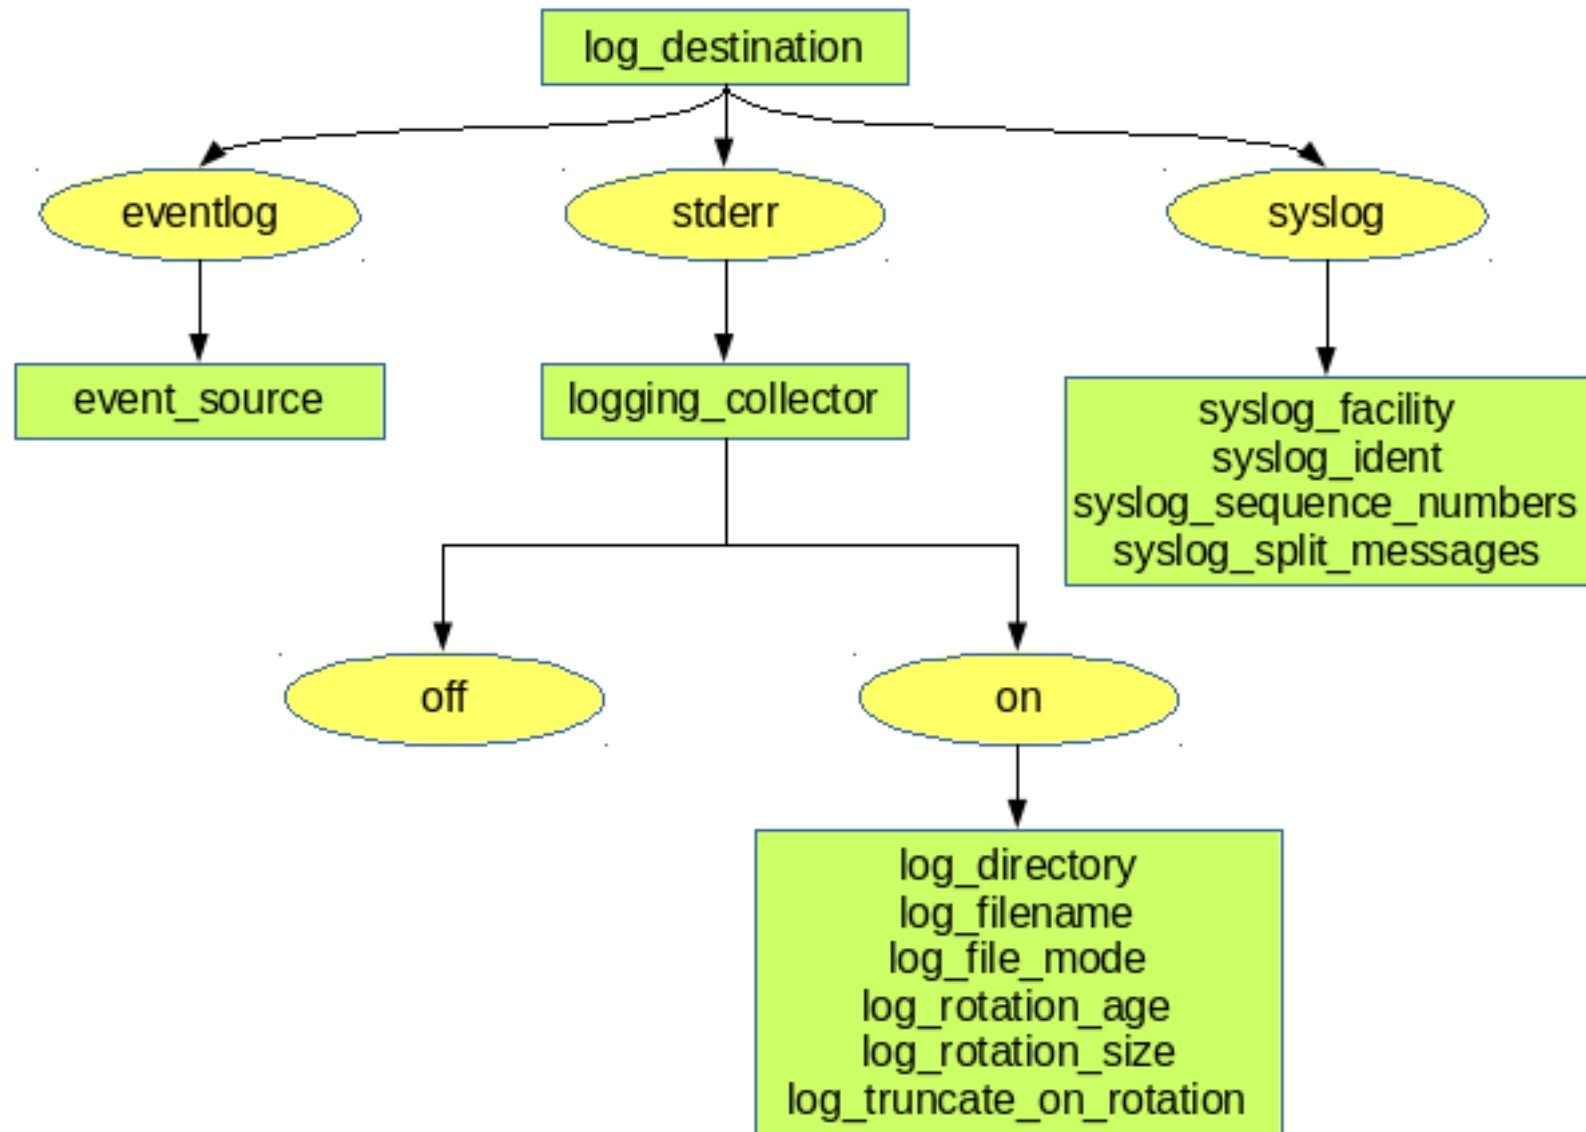 log_destination
eventlog
stderr
syslog
event_source
logging_collector
syslog_facility
syslog_ident
syslog_sequence_numbers
syslog_split_messages
off
on
log_directory
log_filename
log_file_mode
log_rotation_age
log_rotation_size
log_truncate_on_rotation